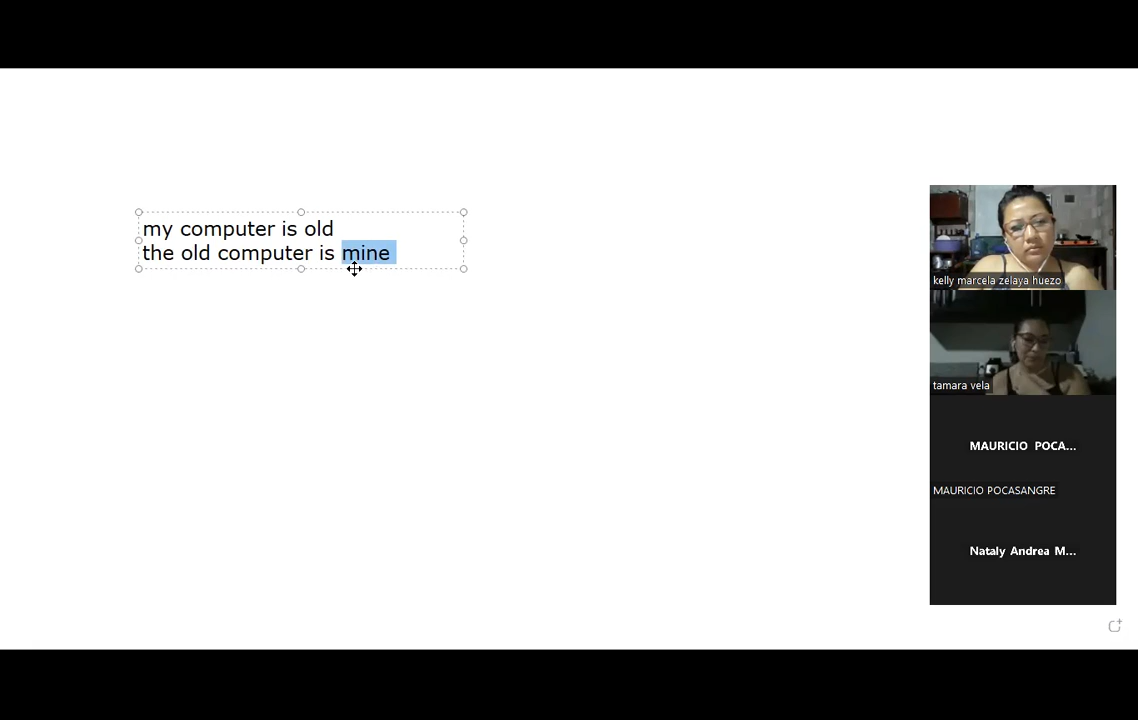 my computer is old
the old computer is mine
kelly marcela zelaya huezo
tamara vela
MAURICIO POCA...
MAURICIO POCASANGRE
Nataly Andrea M...